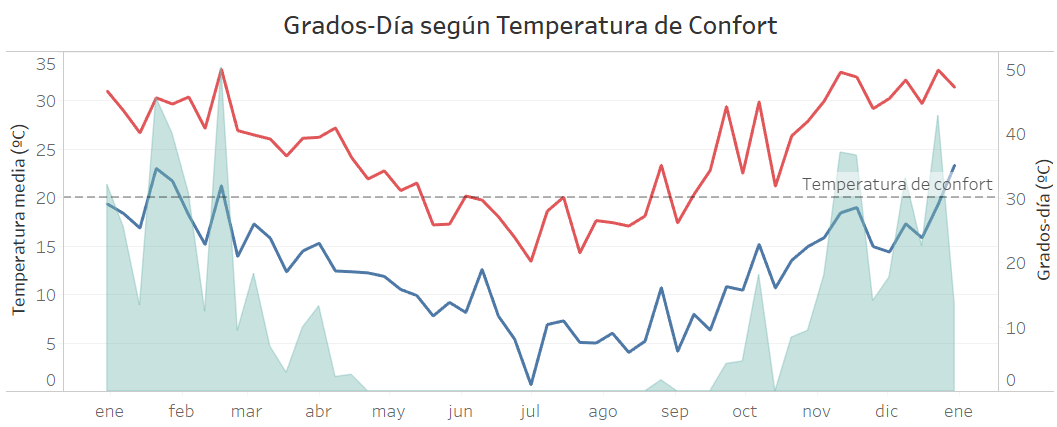 Grados-Día según Temperatura de Confort
Temperatura media (ºC)
35
30
25
20
15
10
5
0
Temperatura de confort
50
40
30
20
10
0
Grados-día (ºC)
ene feb mar abr may jun jul ago sep oct nov dic ene